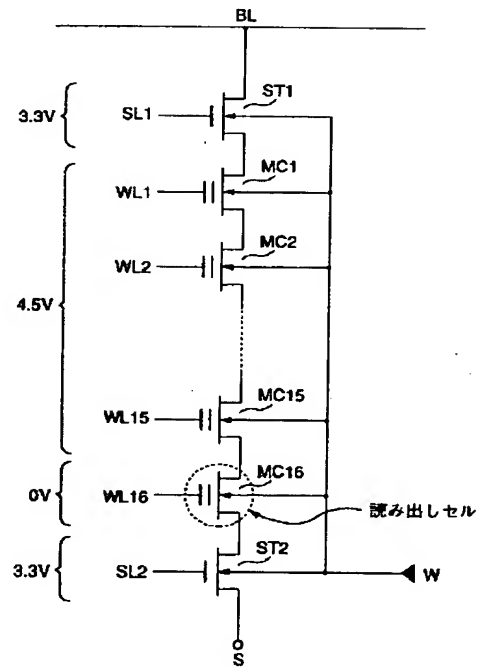 BL
ST1
3.3V
SL1
MC1
WL1
MC2
WL2
4.5V
MC15
WL15
MC16
0V
WL16
読み出しセル
ST2
3.3V
SL2
W
S